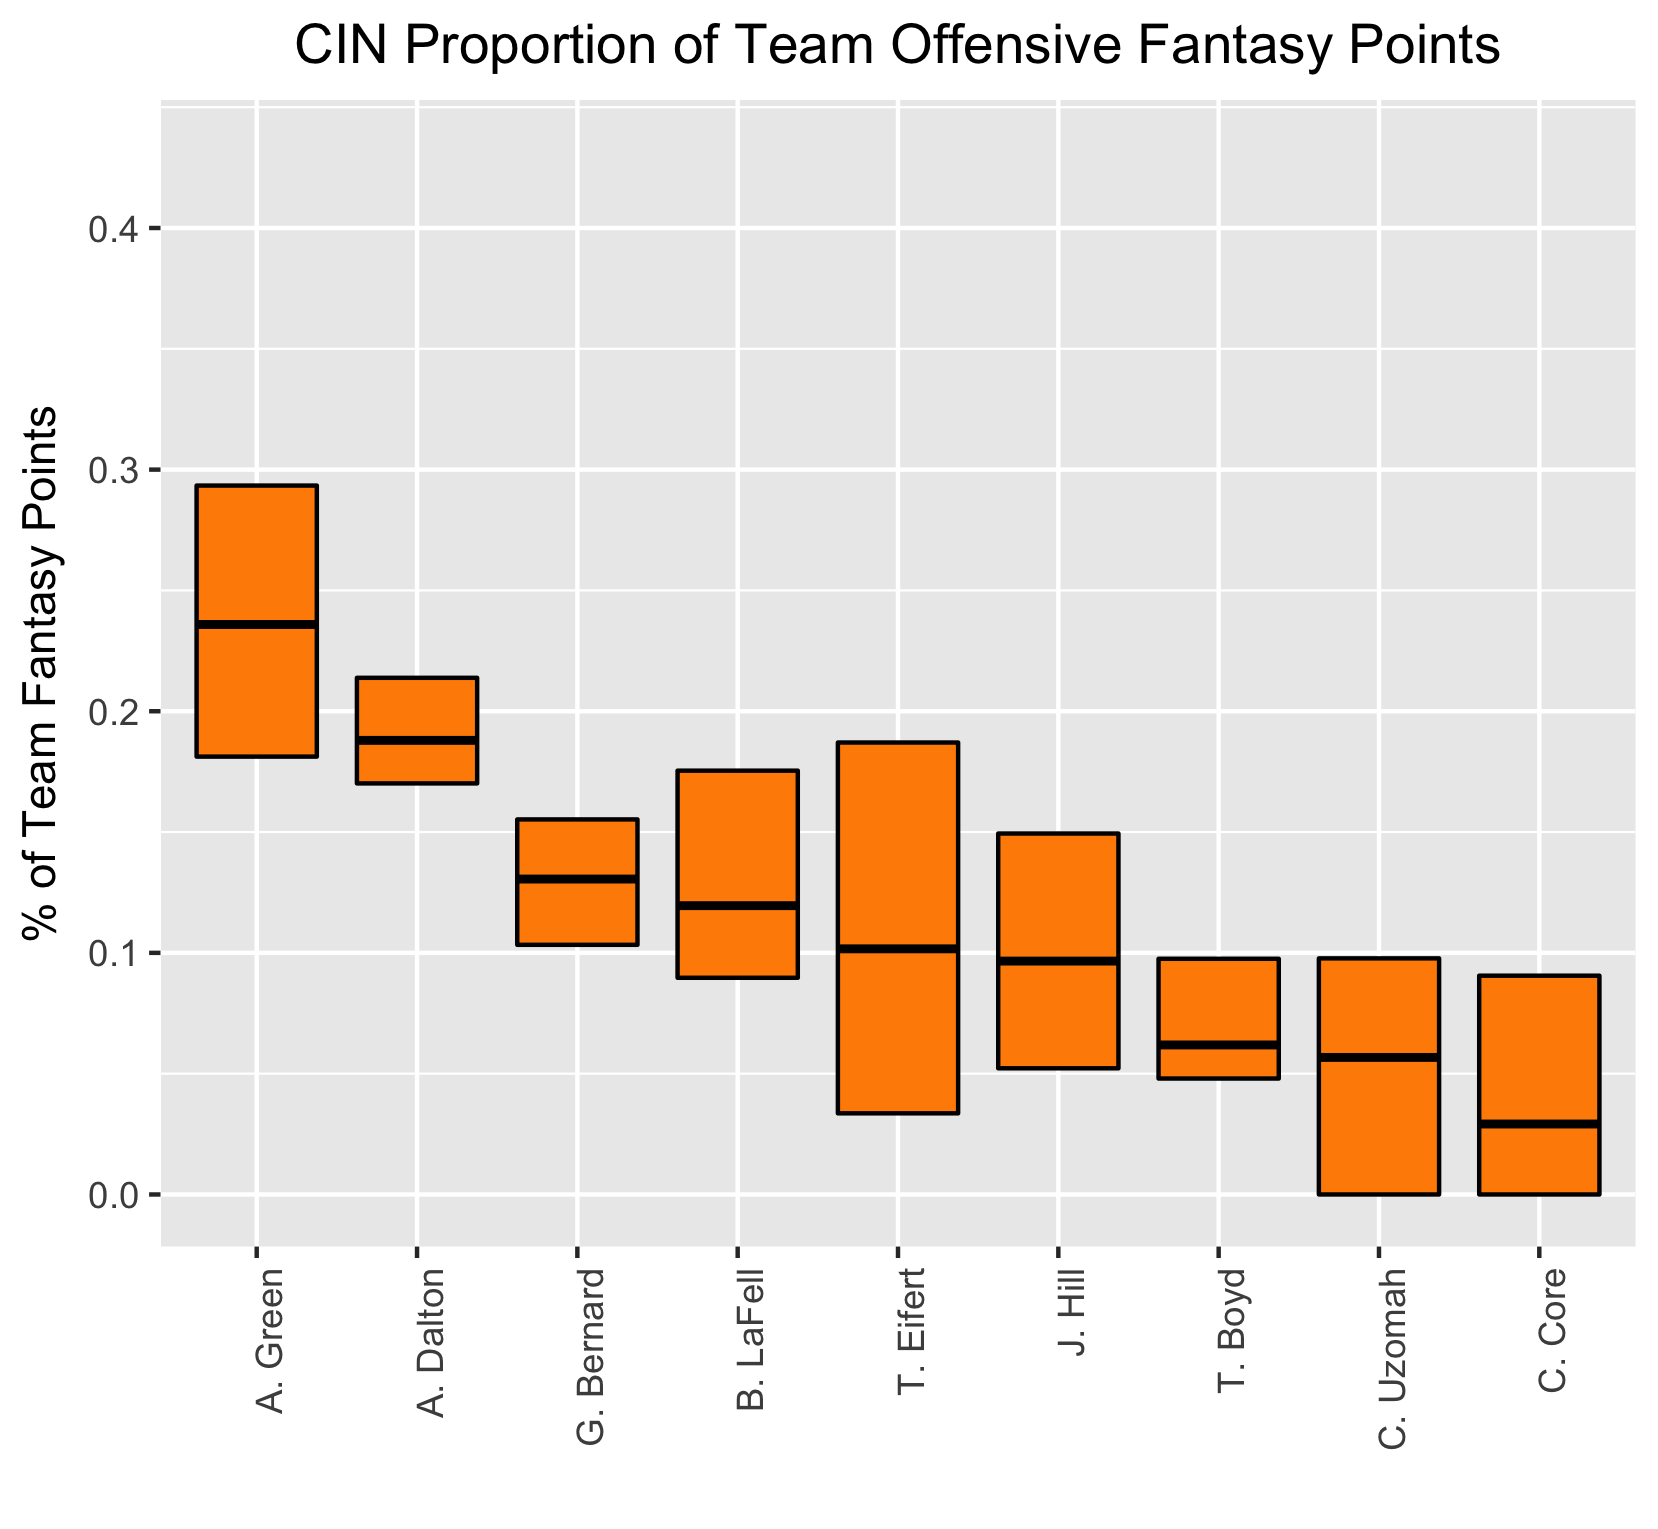 CIN Proportion of Team Offensive Fantasy Points
% of Team Fantasy Points
0.4
0.3
0.2
0.1
0.0
A. Green
A. Dalton
G. Bernard
B. LaFell
T. Eifert
J. Hill
T. Boyd
C. Uzomah
C. Core